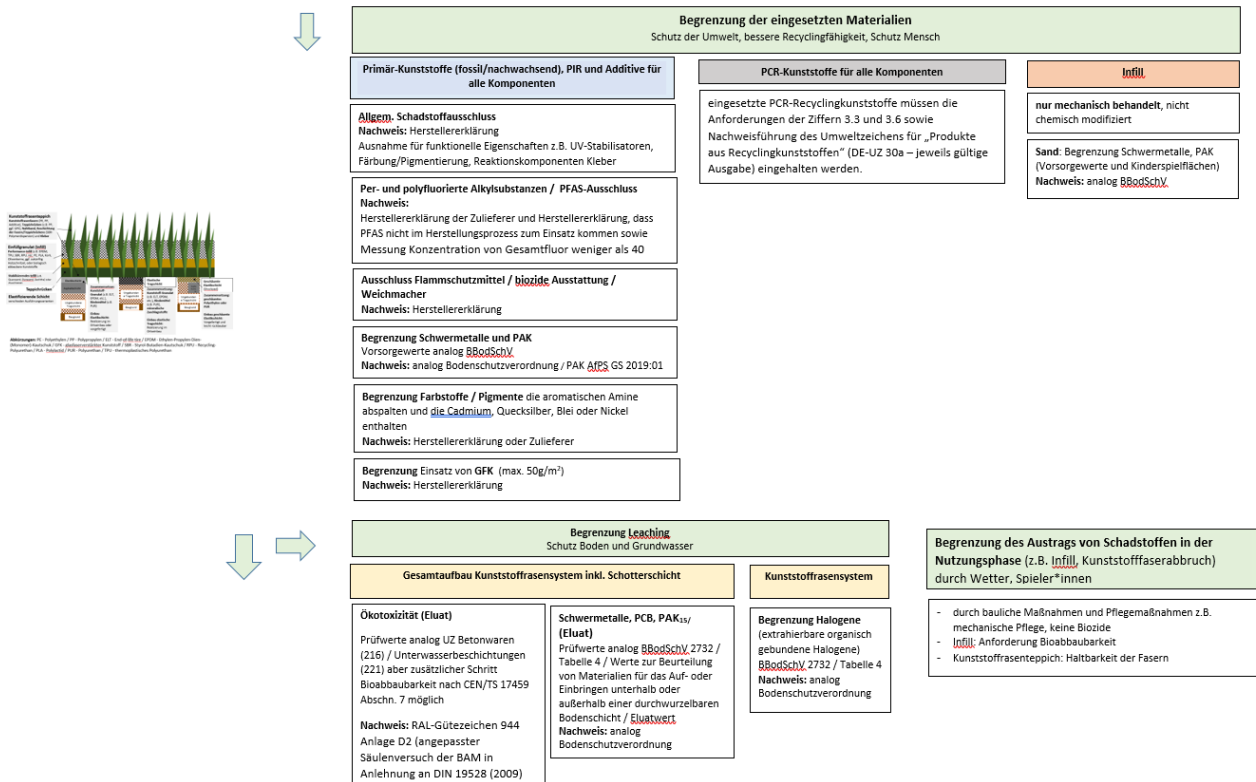 Begrenzung der eingesetzten Materialien
Schutz der Umwelt, bessere Recyclingfähigkeit, Schutz Mensch
Primär-Kunststoffe (fossil/nachwachsend), PIR und Additive für
alle Komponenten
Allgem. Schadstoffausschluss
Nachweis: Herstellererklärung
Ausnahme für funktionelle Eigenschaften z.B. UV-Stabilisatoren,
Färbung/Pigmentierung, Reaktionskomponenten Kleber
Per- und polyfluorierte Alkylsubstanzen / PFAS-Ausschluss
Nachweis:
Herstellererklärung der Zulieferer und Herstellererklärung, dass
PFAS nicht im Herstellungsprozess zum Einsatz kommen sowie
Messung Konzentration von Gesamtfluor weniger als 40
Ausschluss Flammschutzmittel / biozide Ausstattung /
Weichmacher
Nachweis: Herstellererklärung
Begrenzung Schwermetalle und PAK
Vorsorgewerte analog BBodSchV
Nachweis: analog Bodenschutzverordnung / PAK AfPS GS 2019:01
Begrenzung Farbstoffe / Pigmente die aromatischen Amine
abspalten und die Cadmium, Quecksilber, Blei oder Nickel
enthalten
Nachweis: Herstellererklärung oder Zulieferer
Begrenzung Einsatz von GFK (max. 50g/m²)
Nachweis: Herstellererklärung
PCR-Kunststoffe für alle Komponenten
eingesetzte PCR-Recyclingkunststoffe müssen die
Anforderungen der Ziffern 3.3 und 3.6 sowie
Nachweisführung des Umweltzeichens für „Produkte
aus Recyclingkunststoffen“ (DE-UZ 30a – jeweils gültige
Ausgabe) eingehalten werden.
Infill
nur mechanisch behandelt, nicht
chemisch modifiziert
Sand: Begrenzung Schwermetalle, PAK
(Vorsorgewerte und Kinderspielflächen)
Nachweis: analog BBodSchV
Kunststoffrasenteppich
Teppichrücken
Elastifizierende Schicht
Begrenzung Leaching
Schutz Boden und Grundwasser
Gesamtaufbau Kunststoffrasensystem inkl. Schotterschicht
Ökotoxizität (Eluat)
Prüfwerte analog UZ Betonwaren
(216) / Unterwasserbeschichtungen
(221) aber zusätzlicher Schritt
Bioabbaubarkeit nach CEN/TS 17459
Abschn. 7 möglich
Nachweis: RAL-Gütezeichen 944
Anlage D2 (angepasster
Säulenversuch der BAM in
Anlehnung an DIN 19528 (2009)
Schwermetalle, PCB, PAK15/
(Eluat)
Prüfwerte analog BBodSchV 2732 /
Tabelle 4 / Werte zur Beurteilung
von Materialien für das Auf- oder
Einbringen unterhalb oder
außerhalb einer durchwurzelbaren
Bodenschicht / Eluatwert
Nachweis: analog
Bodenschutzverordnung
Kunststoffrasensystem
Begrenzung Halogene
(extrahierbare organisch
gebundene Halogene)
BBodSchV 2732 / Tabelle 4
Nachweis: analog
Bodenschutzverordnung
Begrenzung des Austrags von Schadstoffen in der
Nutzungsphase (z.B. Infill, Kunststofffaserabbruch)
durch Wetter, Spieler*innen
- durch bauliche Maßnahmen und Pflegemaßnahmen z.B.
mechanische Pflege, keine Biozide
- Infill: Anforderung Bioabbaubarkeit
- Kunststoffrasenteppich: Haltbarkeit der Fasern